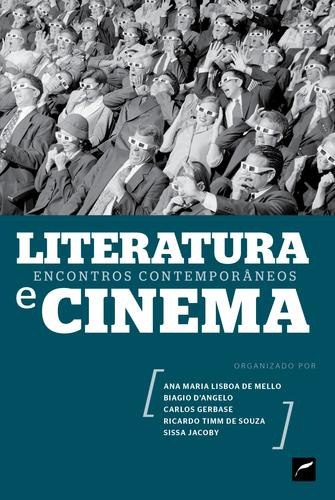 LITERATURA
ENCONTROS CONTEMPORÂNEOS
e CINEMA
ORGANIZADO POR
ANA MARIA LISBOA DE MELLO
BIAGIO D'ANGELO
CARLOS GERBASE
RICARDO TIMM DE SOUZA
SISSA JACOBY